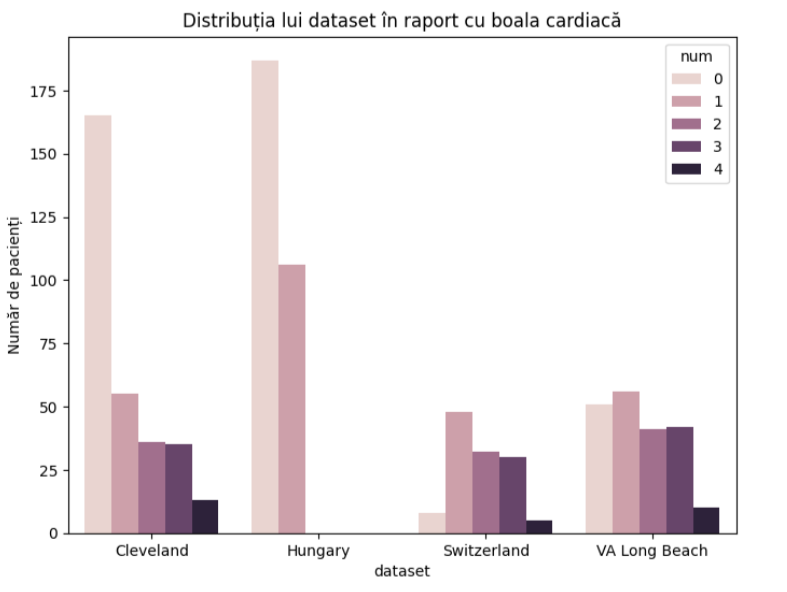 Distribuția lui dataset în raport cu boala cardiacă
num
0
1
2
3
4
175
150
125
100
75
50
25
0
Număr de pacienți
Cleveland
Hungary
Switzerland
VA Long Beach
dataset